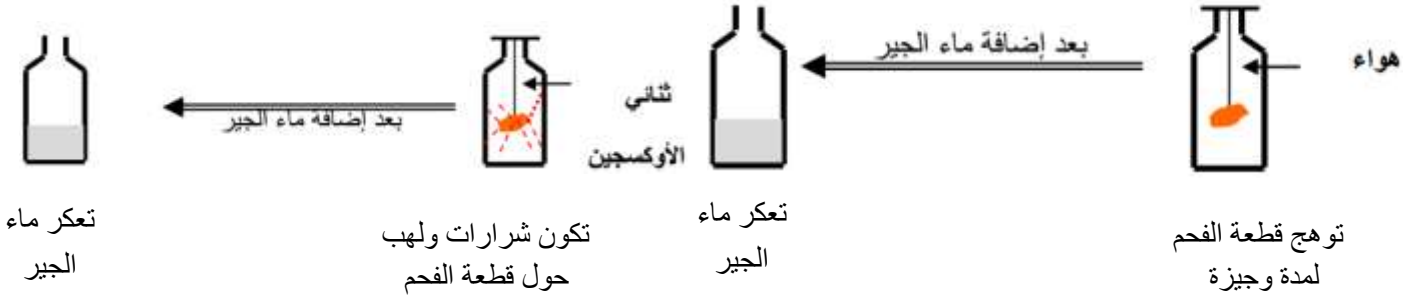 هواء
بعد إضافة ماء الجير
توهج قطعة الفحم
لمدة وجيزة
تعكر ماء
الجير
ثنائي
الأوكسجين
بعد إضافة ماء الجير
تكون شرارات ولهب
حول قطعة الفحم
تعكر ماء
الجير